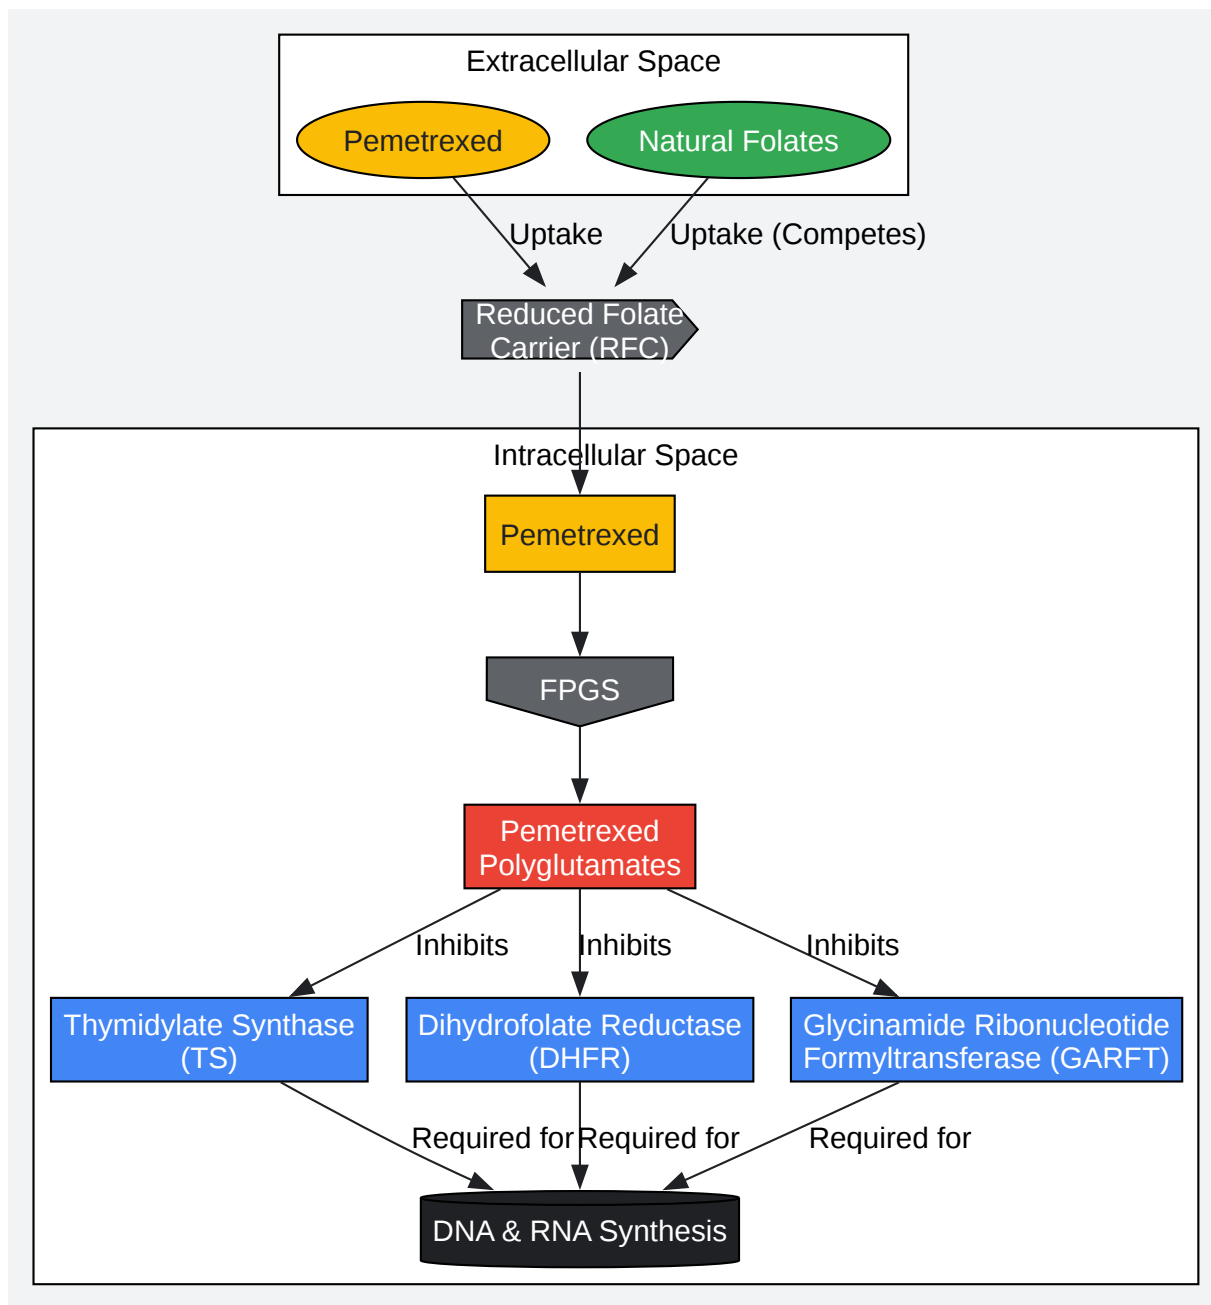 Extracellular Space
Pemetrexed
Natural Folates
Uptake
Uptake (Competes)
Reduced Folate
Carrier (RFC)
Intracellular Space
Pemetrexed
FPGS
Pemetrexed
Polyglutamates
Inhibits
Inhibits
Inhibits
Thymidylate Synthase
(TS)
Dihydrofolate Reductase
(DHFR)
Glycinamide Ribonucleotide
Formyltransferase (GARFT)
Required for
Required for
Required for
DNA & RNA Synthesis